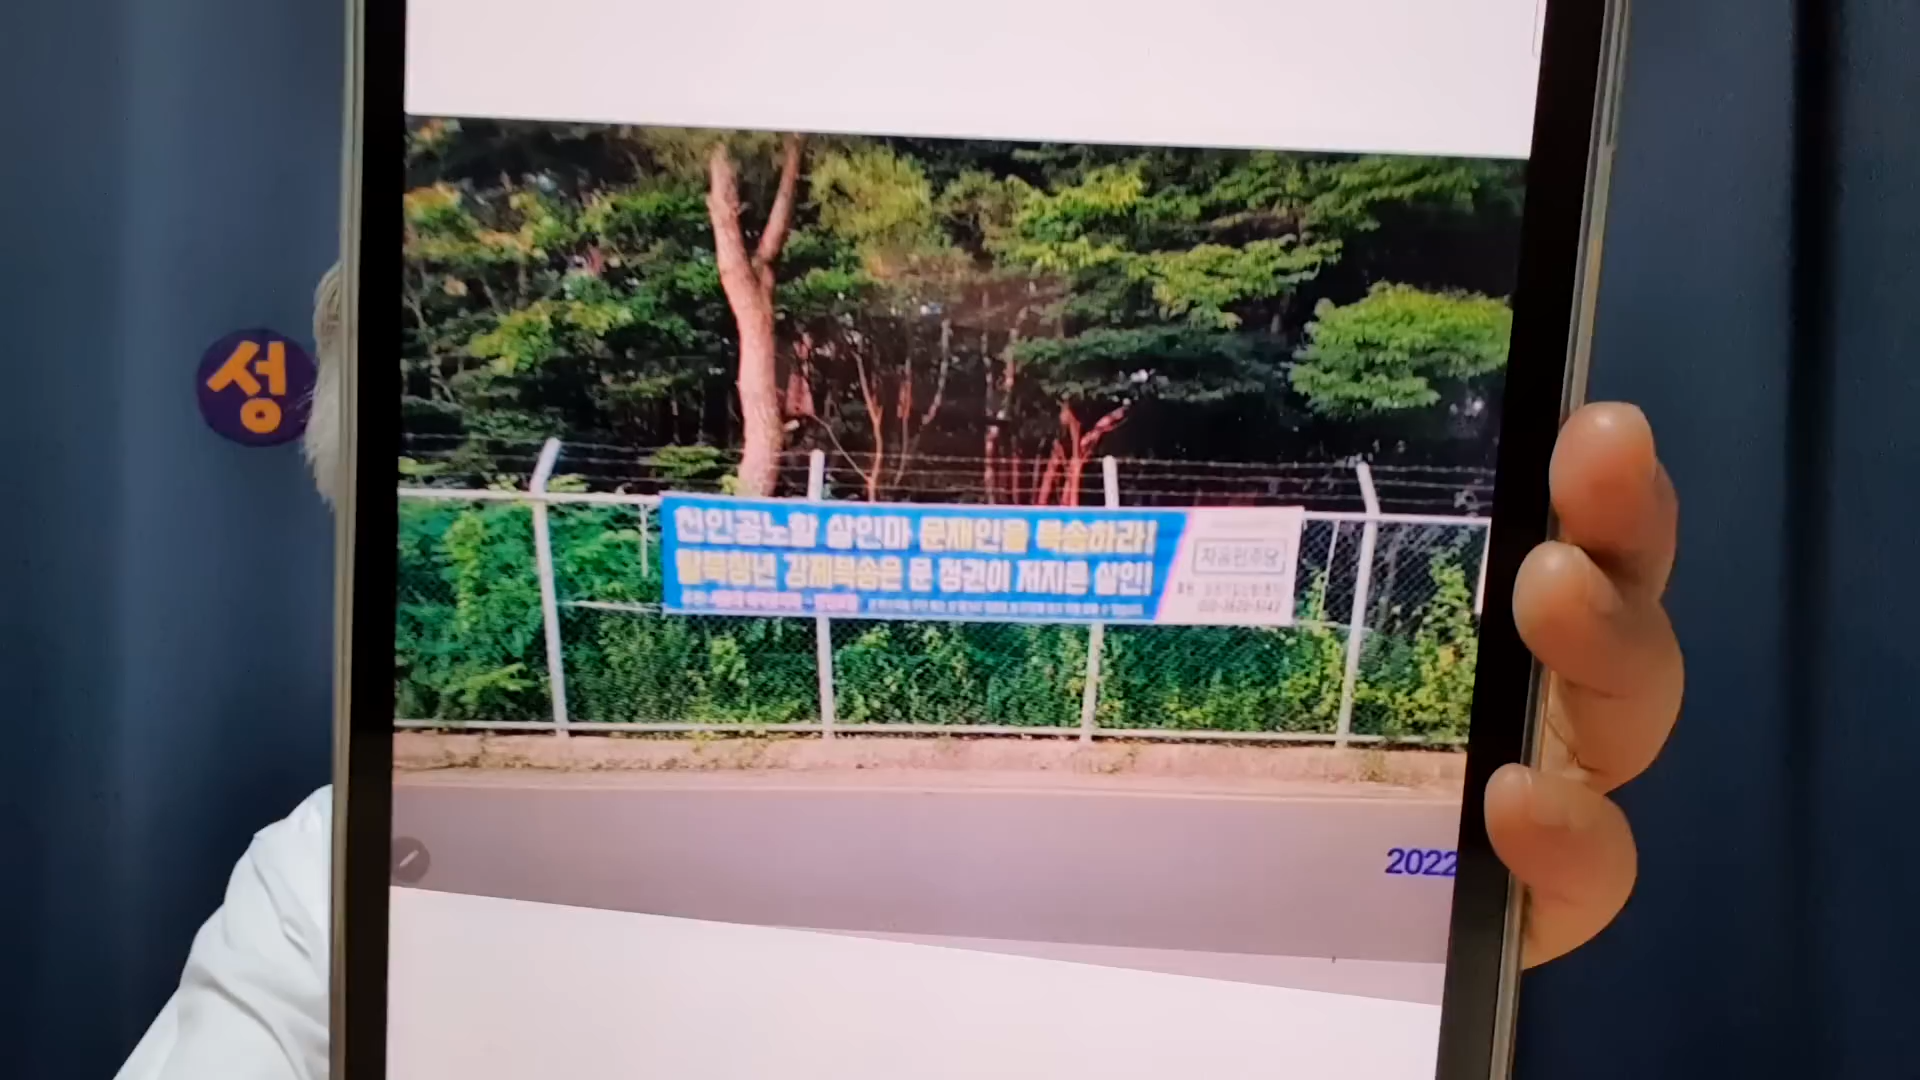 성
천인공노할 살인마 문재인을 북송하라!
탈북청년 강제북송은 문 정권이 저지른 살인!
자유민주당
2022